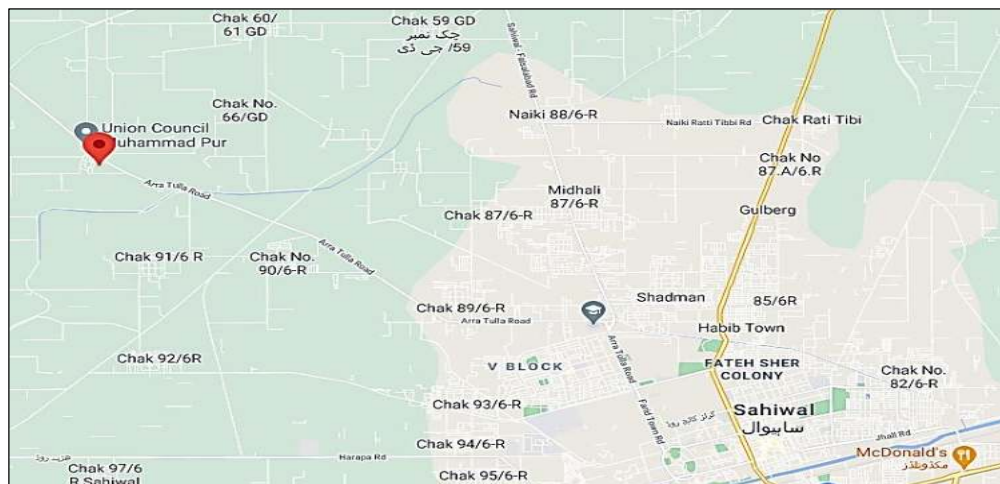 Chak 60/
61 GD
Chak 59 GD
چک نمبر
59/ جی ڈی
Sahiwal - Faisalabad Rd
Chak No.
66/GD
Union Council
Muhammad Pur
Naiki 88/6-R
Naiki Ratti Tibbi Rd
Chak Rati Tibi
Chak No
87.A/6.R
Arra Tulla Road
Midhali
87/6-R
Chak 87/6-R
Gulberg
Chak 91/6 R
Chak No.
90/6-R
Arra Tulla Road
Shadman
85/6R
Chak 89/6-R
Arra Tulla Road
Habib Town
Arra Tulla Road
Chak 92/6R
V BLOCK
FATEH SHER
COLONY
Chak No.
82/6-R
Chak 93/6-R
Farid Town Rd
Sahiwal
ساہیوال
Jhall Rd
Chak 94/6-R
Harapa Rd
McDonald's
مکڈونلڈز
Chak 97/6
R Sahiwal
Chak 95/6-R